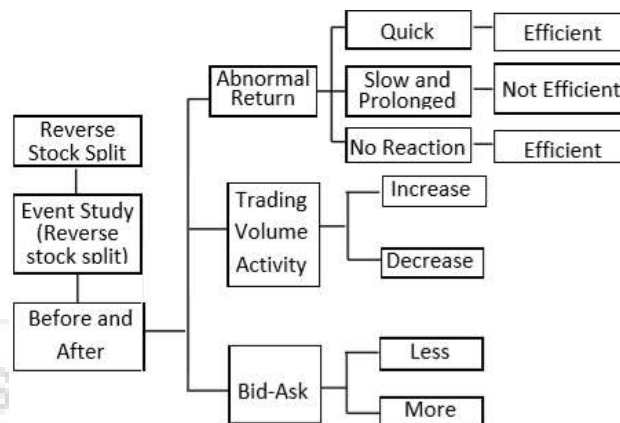 Reverse
Stock Split
Event Study
(Reverse
stock split)
Before and
After
Abnormal
Return
Quick
Efficient
Slow and
Prolonged
Not Efficient
No Reaction
Efficient
Trading
Volume
Activity
Increase
Decrease
Bid-Ask
Less
More